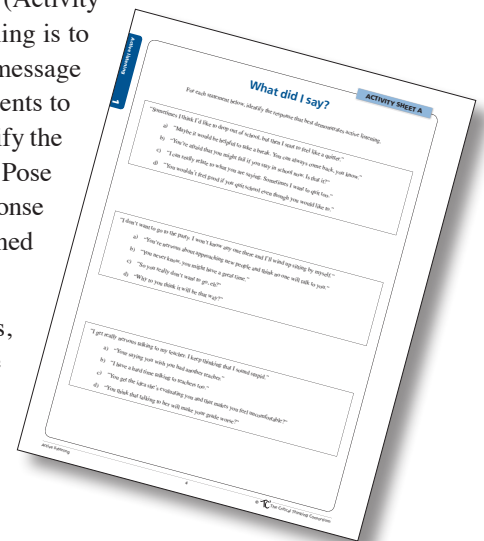 (Activity
ning is to
message
ents to
ify the
Pose
onse
ned
s,
Active Listening
1
ACTIVITY SHEET A
What did I say?
For each statement below, identify the response that best demonstrates active listening.
"Sometimes I think I'd like to drop out of school, but then I start to feel like a quitter."
a) "Maybe it would be helpful to take a break. You can always come back, you know."
b) "You're afraid that you might fail if you stay in school now. Is that it?"
c) "I can really relate to what you are saying. Sometimes I want to quit too."
d) "You wouldn't feel good if you quit school even though you would like to."
"I don't want to go to the party. I won't know any one there and I'll wind up sitting by myself."
a) "You're nervous about approaching new people and think no one will talk to you."
b) "You never know, you might have a good time."
c) "So you really don't want to go, eh?"
d) "Why to you think it will be that way?"
"I get really nervous talking to my teacher. I keep thinking that I sound stupid."
a) "Your saying you wish you had another teacher."
b) "I have a hard time talking to teachers too."
c) "You get the idea she's evaluating you and that makes you feel uncomfortable?"
d) "You think that talking to her will make your grade worse?"
Active Listening
4
© The Critical Thinking Consortium